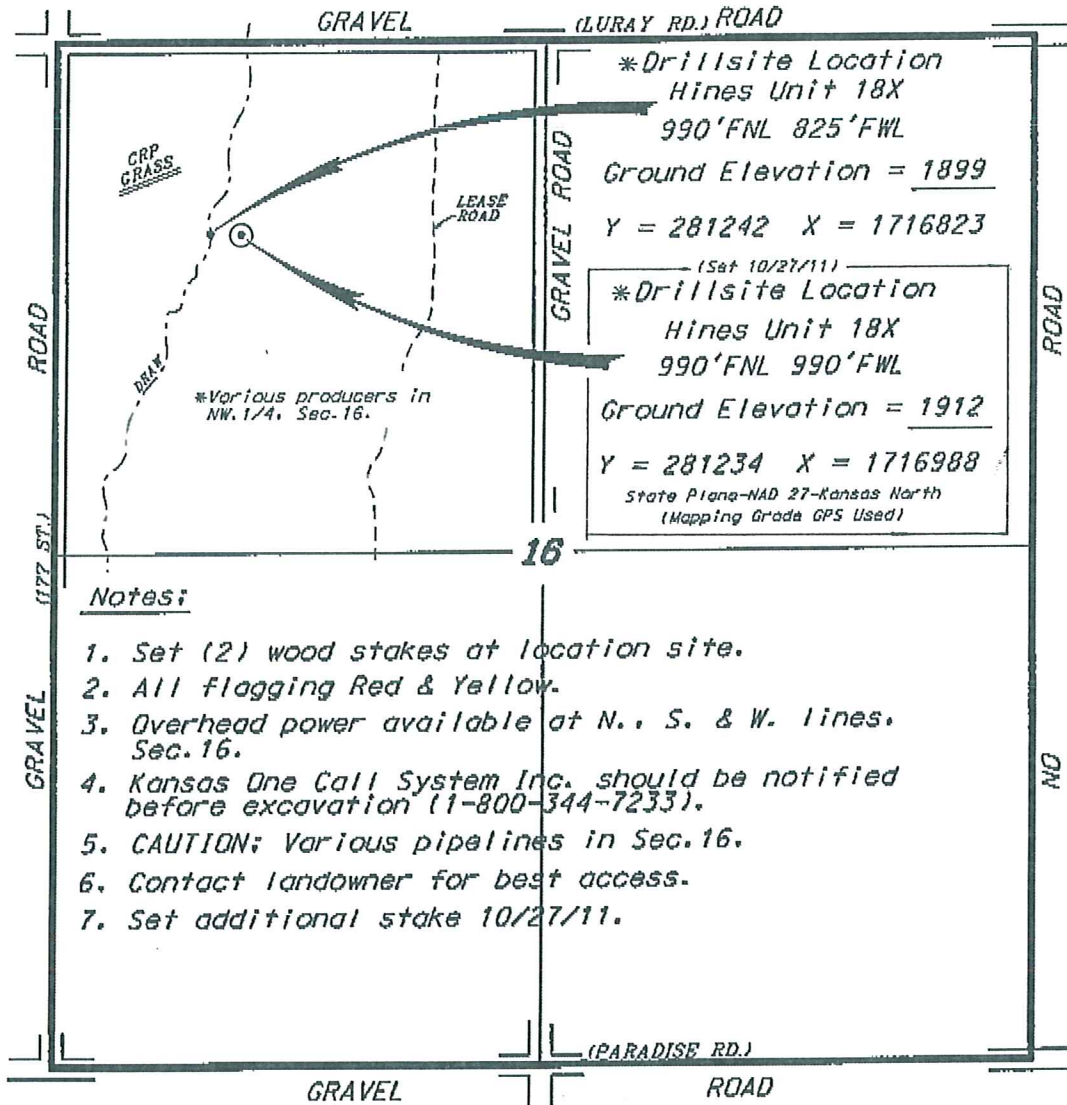 GRAVEL (LURAY RD.) ROAD
*Drillsite Location
Hines Unit 18X
990'FNL 825'FWL
Ground Elevation = 1899
Y = 281242 X = 1716823
(Set 10/27/11)
*Drillsite Location
Hines Unit 18X
990'FNL 990'FWL
Ground Elevation = 1912
Y = 281234 X = 1716988
State Plane-NAD 27-Kansas North
(Mapping Grade GPS Used)
CRP
GRASS
LEASE
ROAD
GRAVEL ROAD
DRAW
*Various producers in
NW.1/4. Sec.16.
16
GRAVEL (177 ST.) ROAD
NO ROAD
Notes:
1. Set (2) wood stakes at location site.
2. All flagging Red & Yellow.
3. Overhead power available at N.. S. & W. lines.
Sec.16.
4. Kansas One Call System Inc. should be notified
before excavation (1-800-344-7233).
5. CAUTION: Various pipelines in Sec.16.
6. Contact landowner for best access.
7. Set additional stake 10/27/11.
(PARADISE RD.)
GRAVEL ROAD